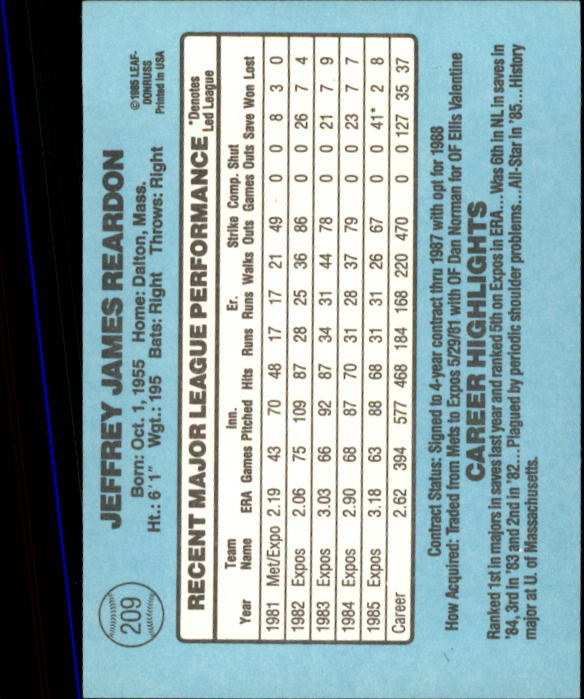 209
JEFFREY JAMES REARDON
©1985 LEAF-
DONRUSS
Printed in USA
Born: Oct. 1, 1955 Home: Dalton, Mass.
Ht.: 6'1" Wgt.: 195 Bats: Right Throws: Right
RECENT MAJOR LEAGUE PERFORMANCE *Denotes
Led League
Year Team Name ERA Games Inn. Pitched Hits Runs Er. Runs Walks Strike Outs Comp. Games Shut Outs Save Won Lost
1981 Met/Expo 2.19 43 70 48 17 17 21 49 0 0 8 3 0
1982 Expos 2.06 75 109 87 28 25 36 86 0 0 26 7 4
1983 Expos 3.03 66 92 87 34 31 44 78 0 0 21 7 9
1984 Expos 2.90 68 87 70 31 28 37 79 0 0 23 7 7
1985 Expos 3.18 63 88 68 31 31 26 67 0 0 41* 2 8
Career 2.62 394 577 468 184 168 220 470 0 0 127 35 37
Contract Status: Signed to 4-year contract thru 1987 with opt for 1988
How Acquired: Traded from Mets to Expos 5/29/81 with OF Dan Norman for OF Ellis Valentine
CAREER HIGHLIGHTS
Ranked 1st in majors in saves last year and ranked 5th on Expos in ERA... Was 6th in NL in saves in
'84, 3rd in '83 and 2nd in '82... Plagued by periodic shoulder problems... All-Star in '85...History
major at U. of Massachusetts.